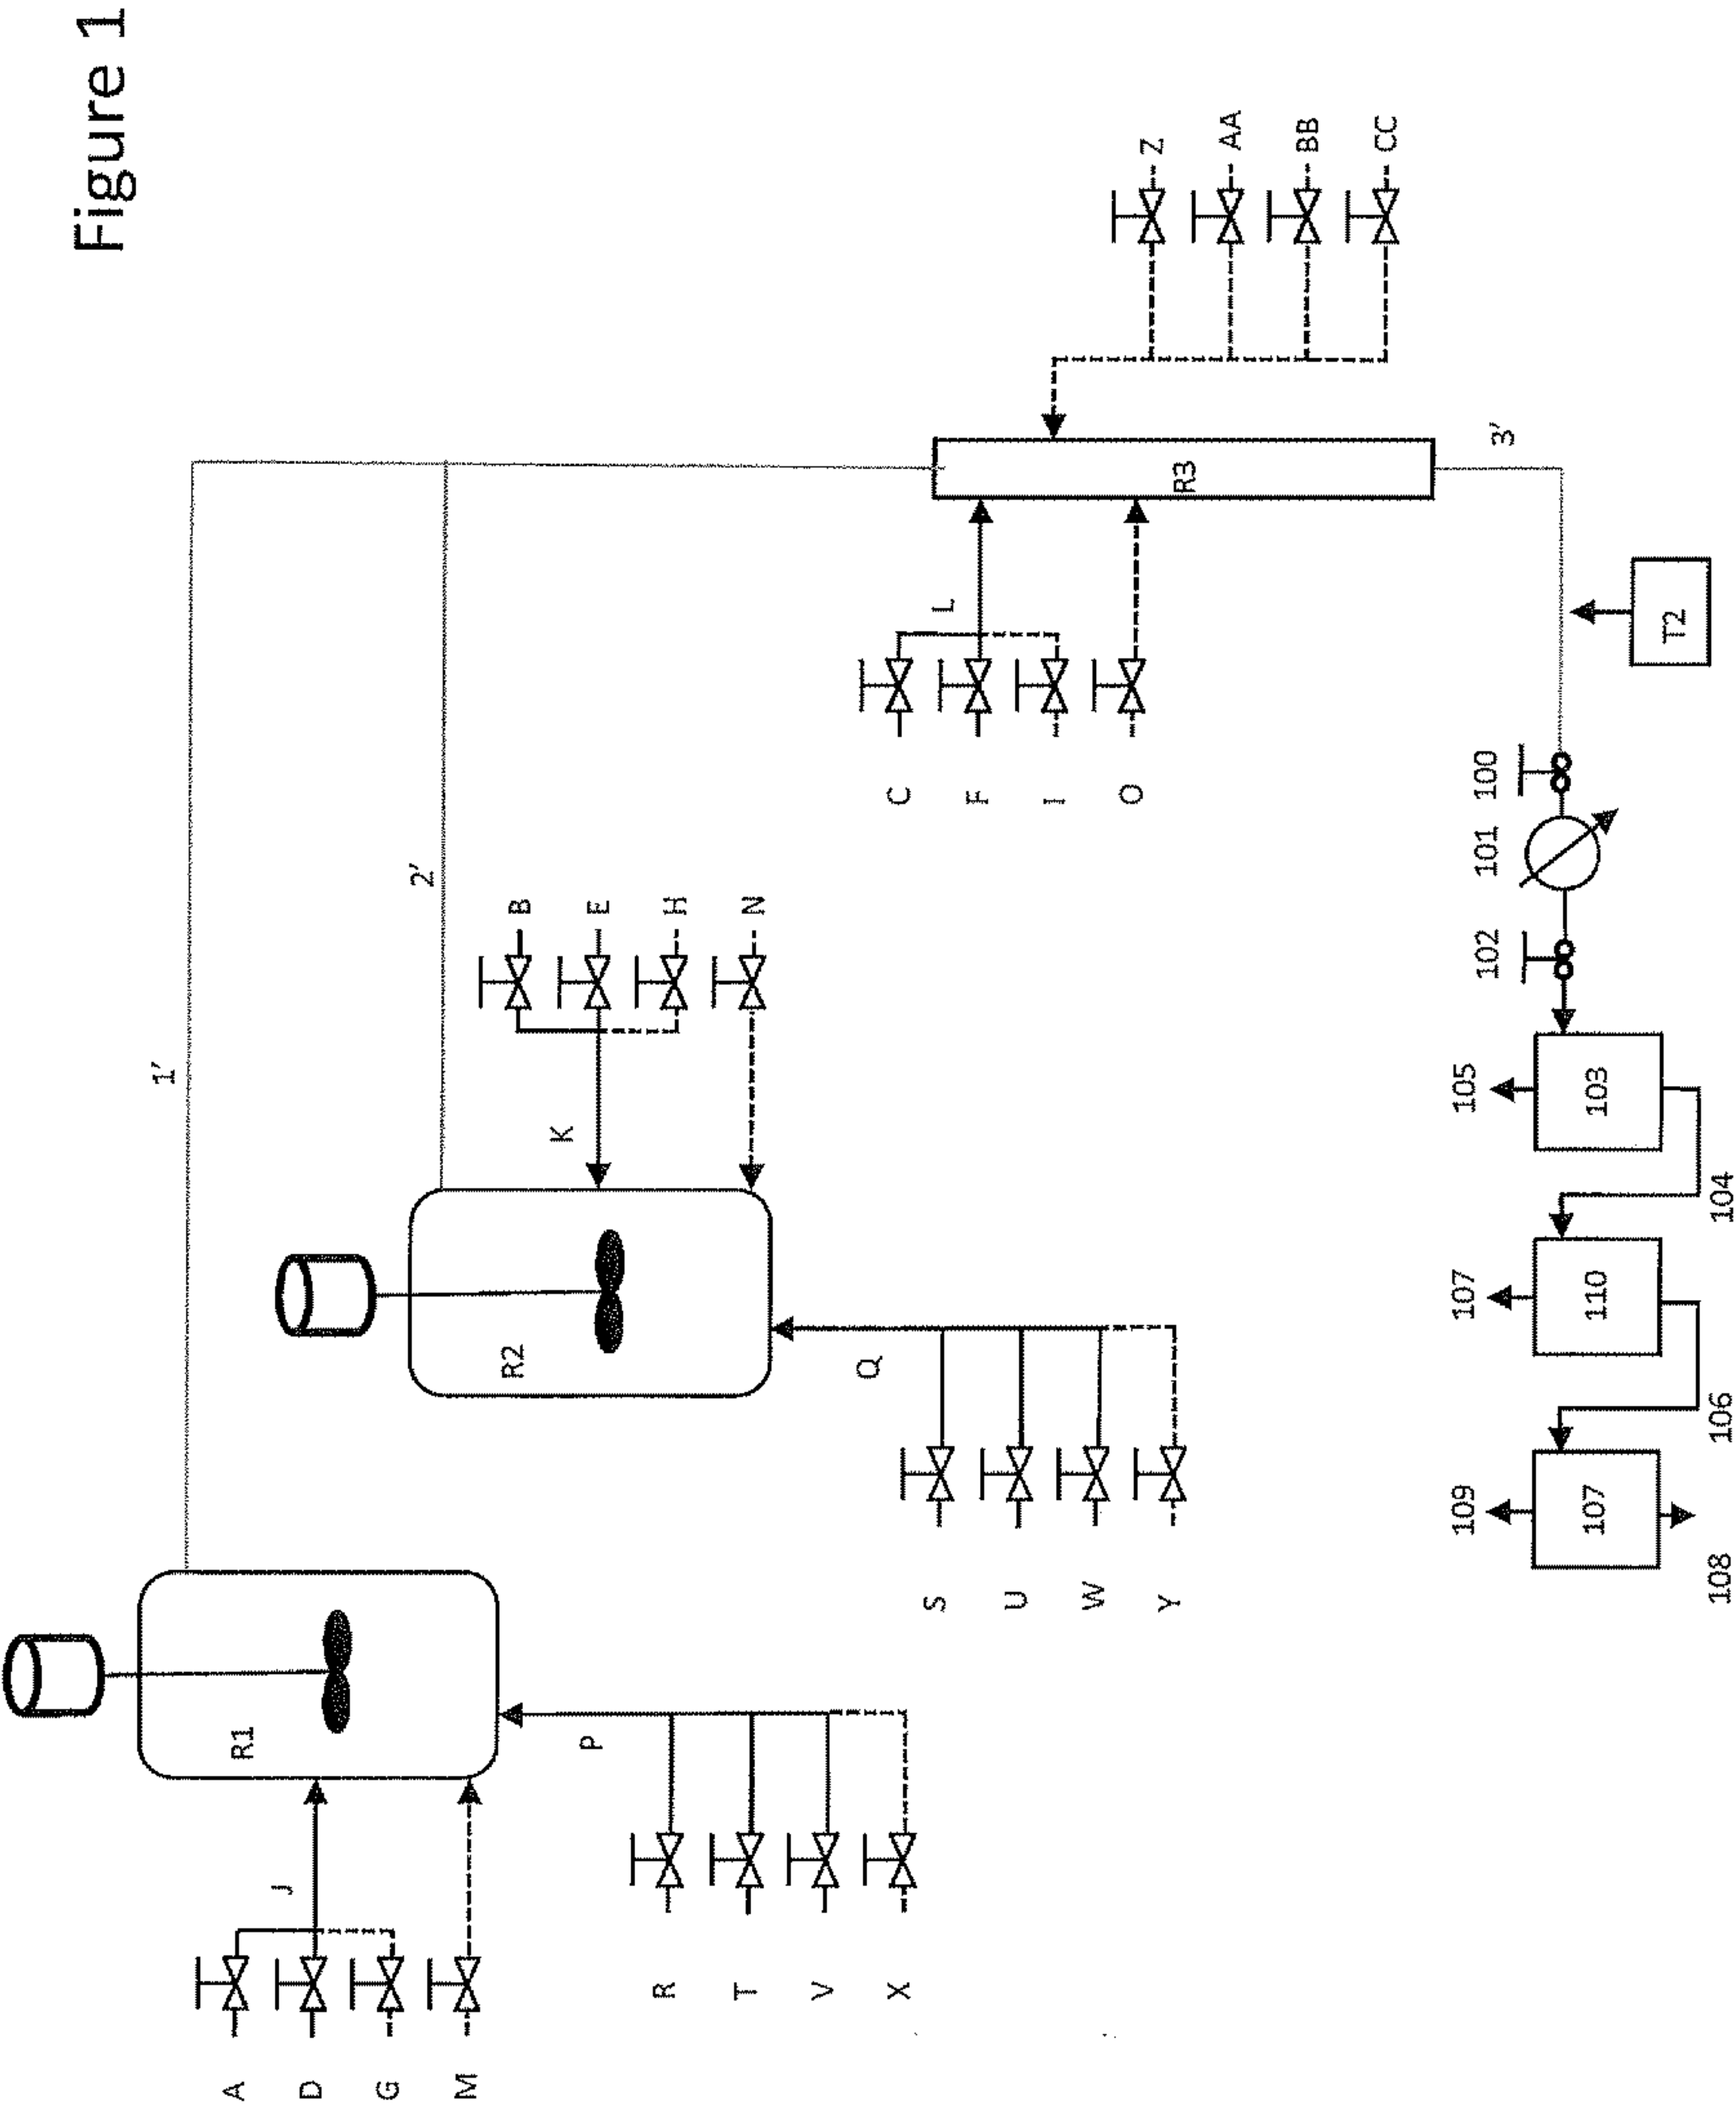 Figure 1
1'
2'
R1
A
D
G
M
J
P
R
T
V
X
R2
B
E
H
N
K
Q
S
U
W
Y
R3
C
F
I
O
L
Z
AA
BB
CC
3'
T2
100
101
102
103
105
104
110
107
106
107
109
108